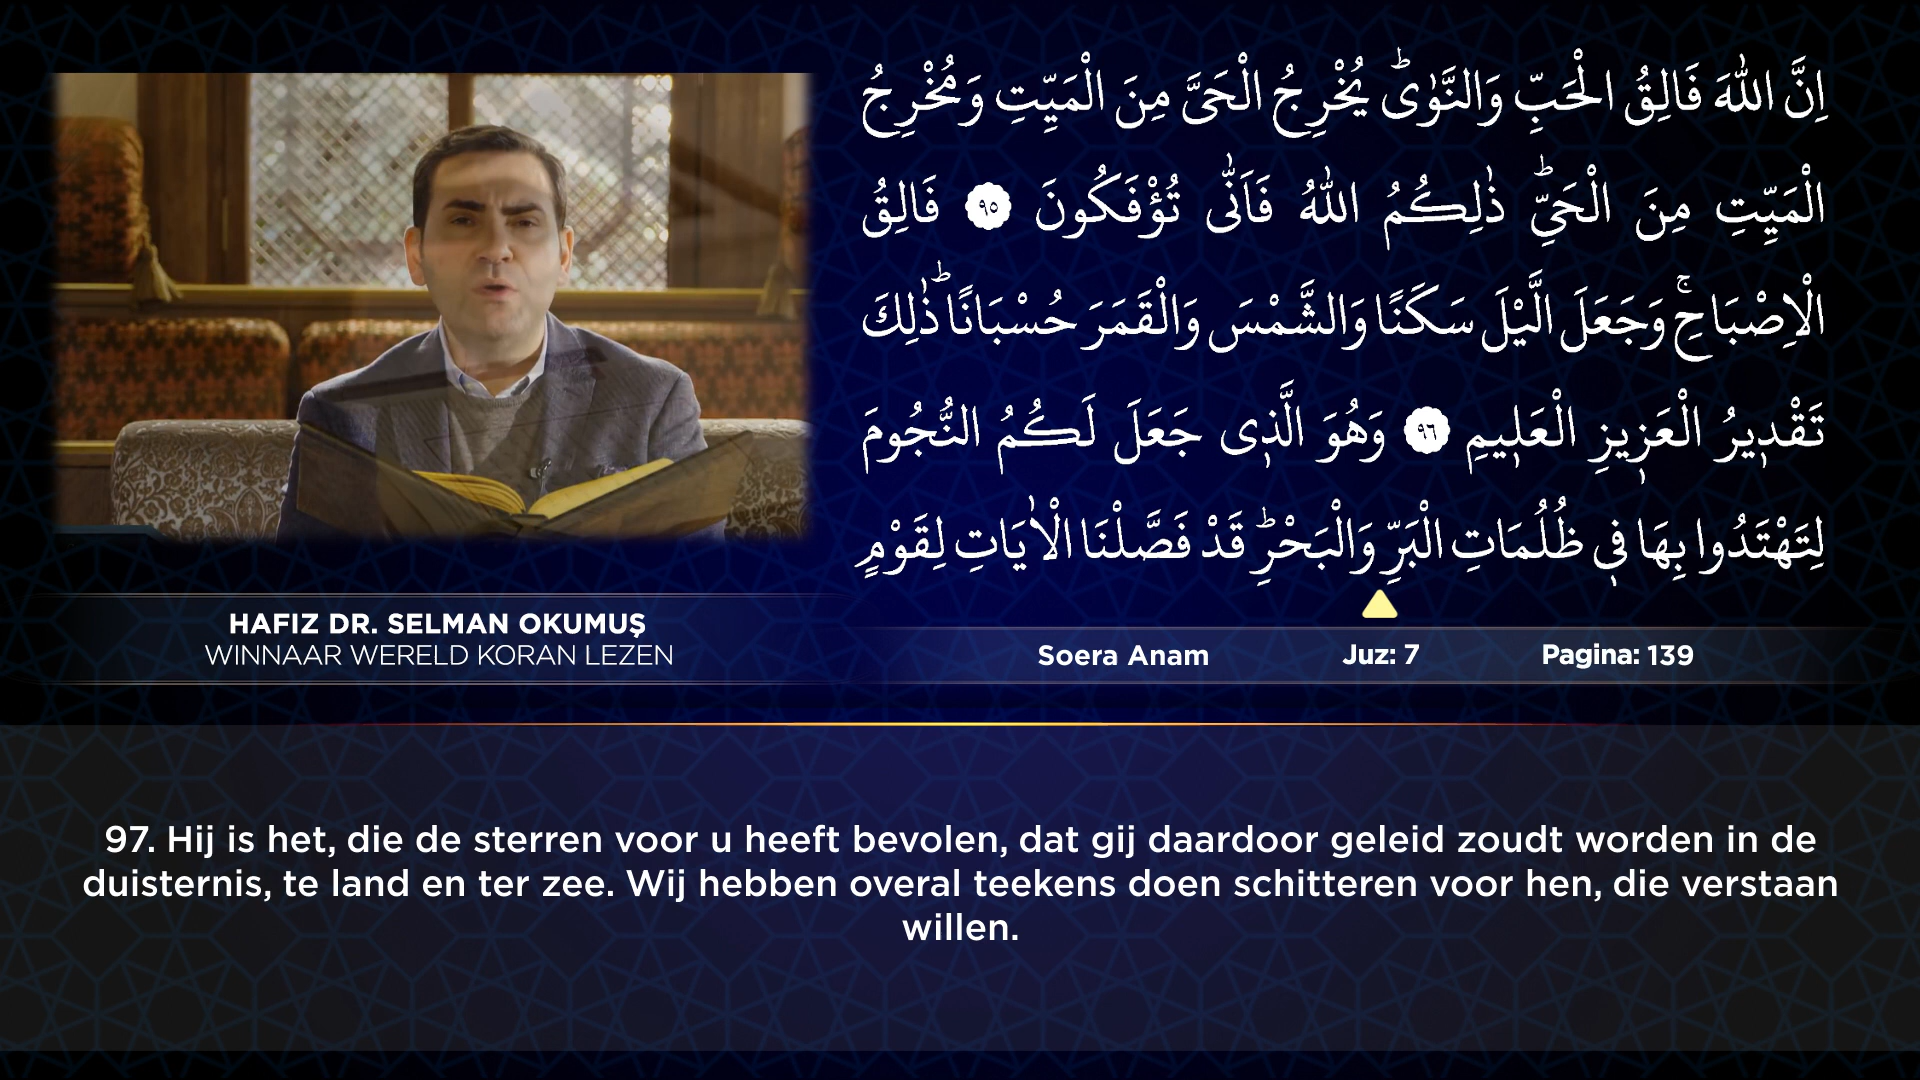 اِنَّ اللّٰهَ فَالِقُ الْحَبِّ وَالنَّوٰىۜ يُخْرِجُ الْحَىَّ مِنَ الْمَيِّتِ وَمُخْرِجُ
الْمَيِّتِ مِنَ الْحَىِّۜ ذٰلِكُمُ اللّٰهُ فَاَنّٰى تُؤْفَكُونَ ﴿٩٥﴾ فَالِقُ
الْاِصْبَاحِۚ وَجَعَلَ الَّيْلَ سَكَنًا وَالشَّمْسَ وَالْقَمَرَ حُسْبَانًاۜ ذٰلِكَ
تَقْد۪يرُ الْعَز۪يزِ الْعَل۪يمِ ﴿٩٦﴾ وَهُوَ الَّذ۪ى جَعَلَ لَكُمُ النُّجُومَ
لِتَهْتَدُوا بِهَا ف۪ى ظُلُمَاتِ الْبَرِّ وَالْبَحْرِۜ قَدْ فَصَّلْنَا الْاٰيَاتِ لِقَوْمٍ
HAFIZ DR. SELMAN OKUMUŞ
WINNAAR WERELD KORAN LEZEN
Soera Anam Juz: 7 Pagina: 139
97. Hij is het, die de sterren voor u heeft bevolen, dat gij daardoor geleid zoudt worden in de
duisternis, te land en ter zee. Wij hebben overal teekens doen schitteren voor hen, die verstaan
willen.